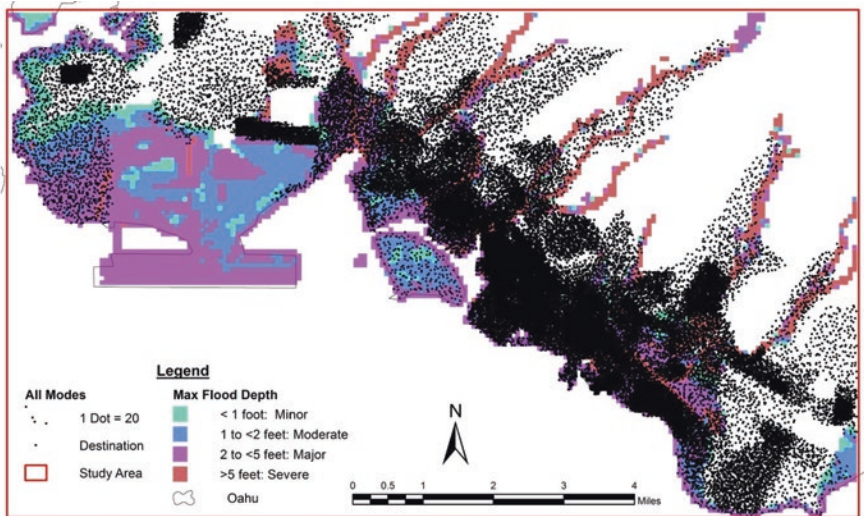 Legend
All Modes
1 Dot = 20
Destination
Study Area
Max Flood Depth
< 1 foot: Minor
1 to <2 feet: Moderate
2 to <5 feet: Major
>5 feet: Severe
Oahu
N
0 0.5 1 2 3 4
Miles